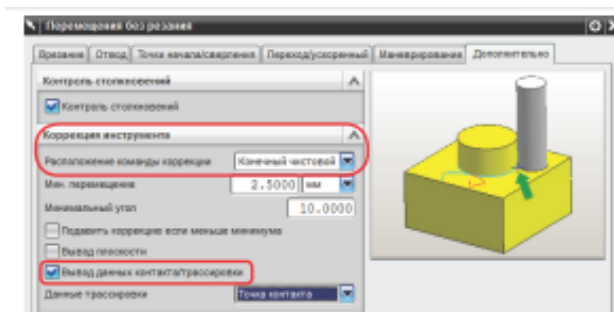 Перемещения без резания
Врезание Отвод Точки начала/сверления Переход/ускоренный Маневрирование Дополнительно
Контроль столкновений
Контроль столкновений
Коррекция инструмента
Расположение команды коррекции Конечный чистовой
Мин. перемещение 2.5000 мм
Минимальный угол 10.0000
Подавить коррекцию если меньше минимума
Вывод плоскости
Вывод данных контакта/трассировки
Данные трассировки Точка контакта